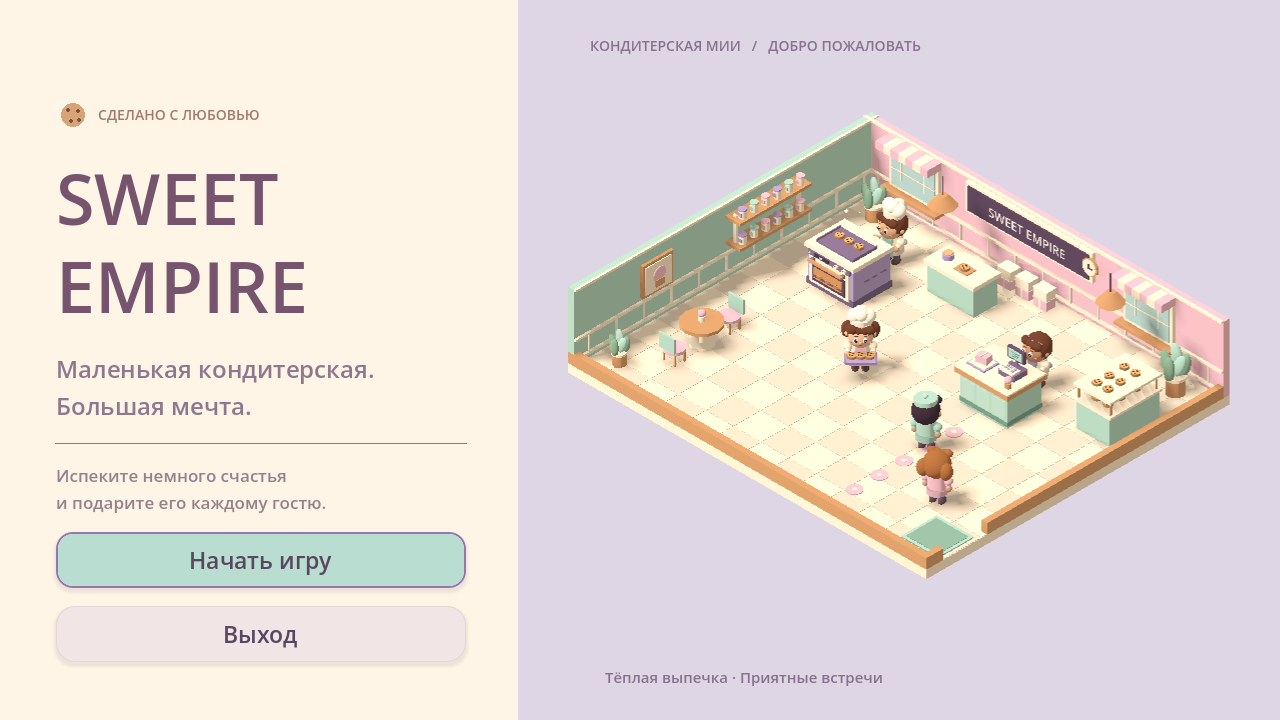 СДЕЛАНО С ЛЮБОВЬЮ
SWEET
EMPIRE
Маленькая кондитерская.
Большая мечта.
Испеките немного счастья
и подарите его каждому гостю.
Начать игру
Выход
КОНДИТЕРСКАЯ МИИ / ДОБРО ПОЖАЛОВАТЬ
SWEET EMPIRE
Тёплая выпечка · Приятные встречи